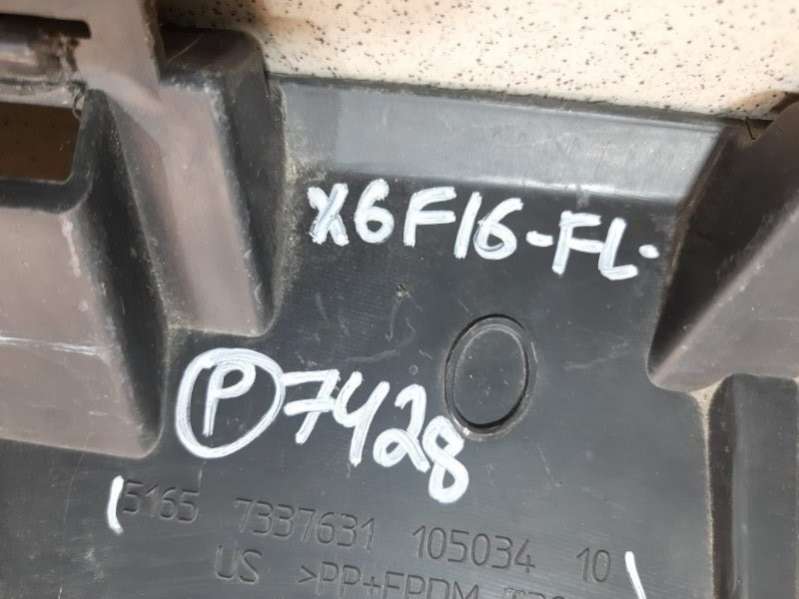 X6F16-FL.
P 7428
5165 7337631 105034 10
US >PP+EPDM